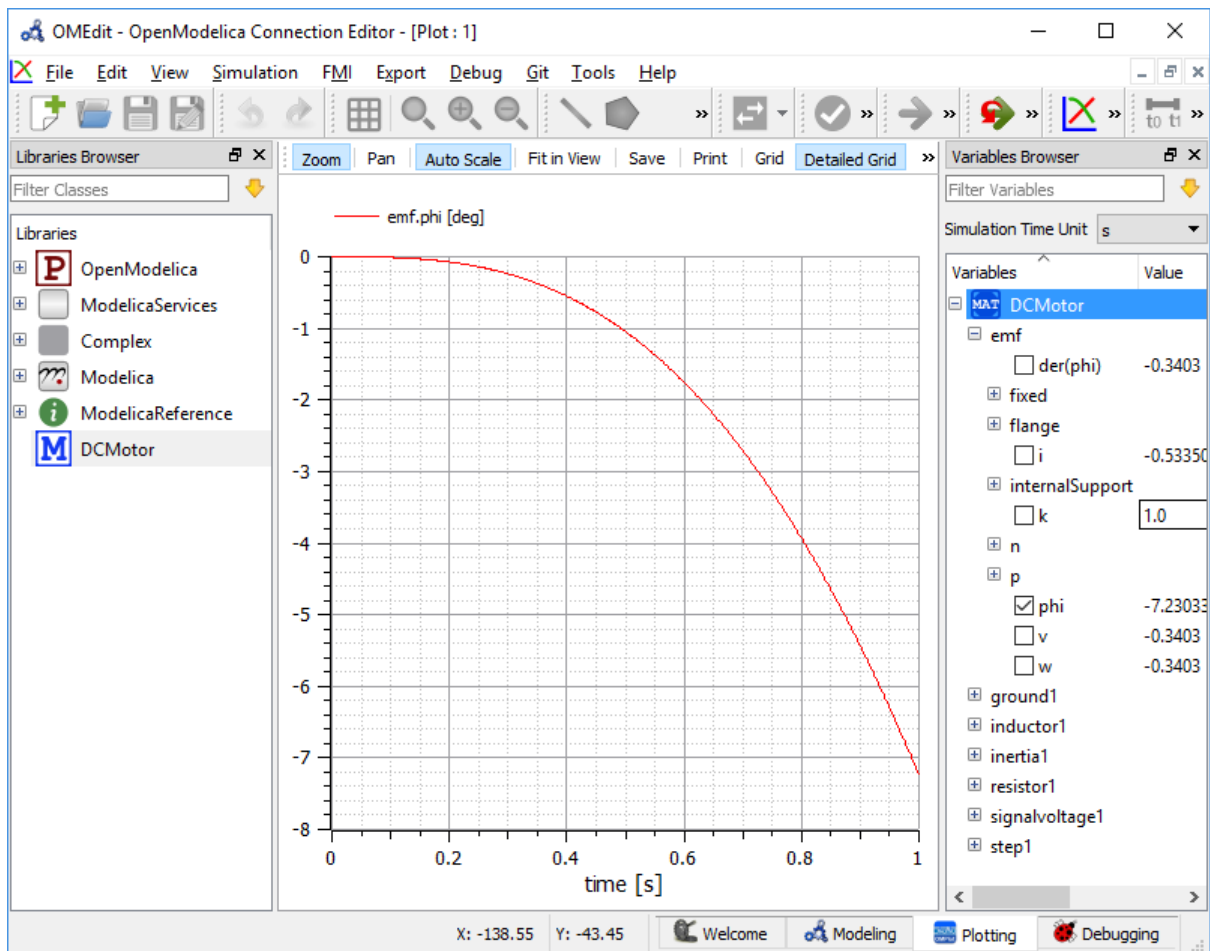 OMEdit - OpenModelica Connection Editor - [Plot : 1]
File Edit View Simulation FMI Export Debug Git Tools Help
» » » » » t0 t1 »
Libraries Browser
Filter Classes
Libraries
P OpenModelica
ModelicaServices
Complex
m Modelica
i ModelicaReference
M DCMotor
Zoom Pan Auto Scale Fit in View Save Print Grid Detailed Grid »
emf.phi [deg]
0
-1
-2
-3
-4
-5
-6
-7
-8
0 0.2 0.4 0.6 0.8 1
time [s]
Variables Browser
Filter Variables
Simulation Time Unit s
Variables Value
MAT DCMotor
emf
der(phi) -0.3403
fixed
flange
i -0.53350
internalSupport
k 1.0
n
p
phi -7.23033
v -0.3403
w -0.3403
ground1
inductor1
inertia1
resistor1
signalvoltage1
step1
X: -138.55 Y: -43.45 Welcome Modeling Plotting Debugging